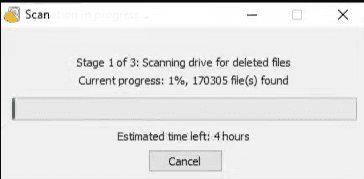 Scan
Stage 1 of 3: Scanning drive for deleted files
Current progress: 1%, 170305 file(s) found
Estimated time left: 4 hours
Cancel